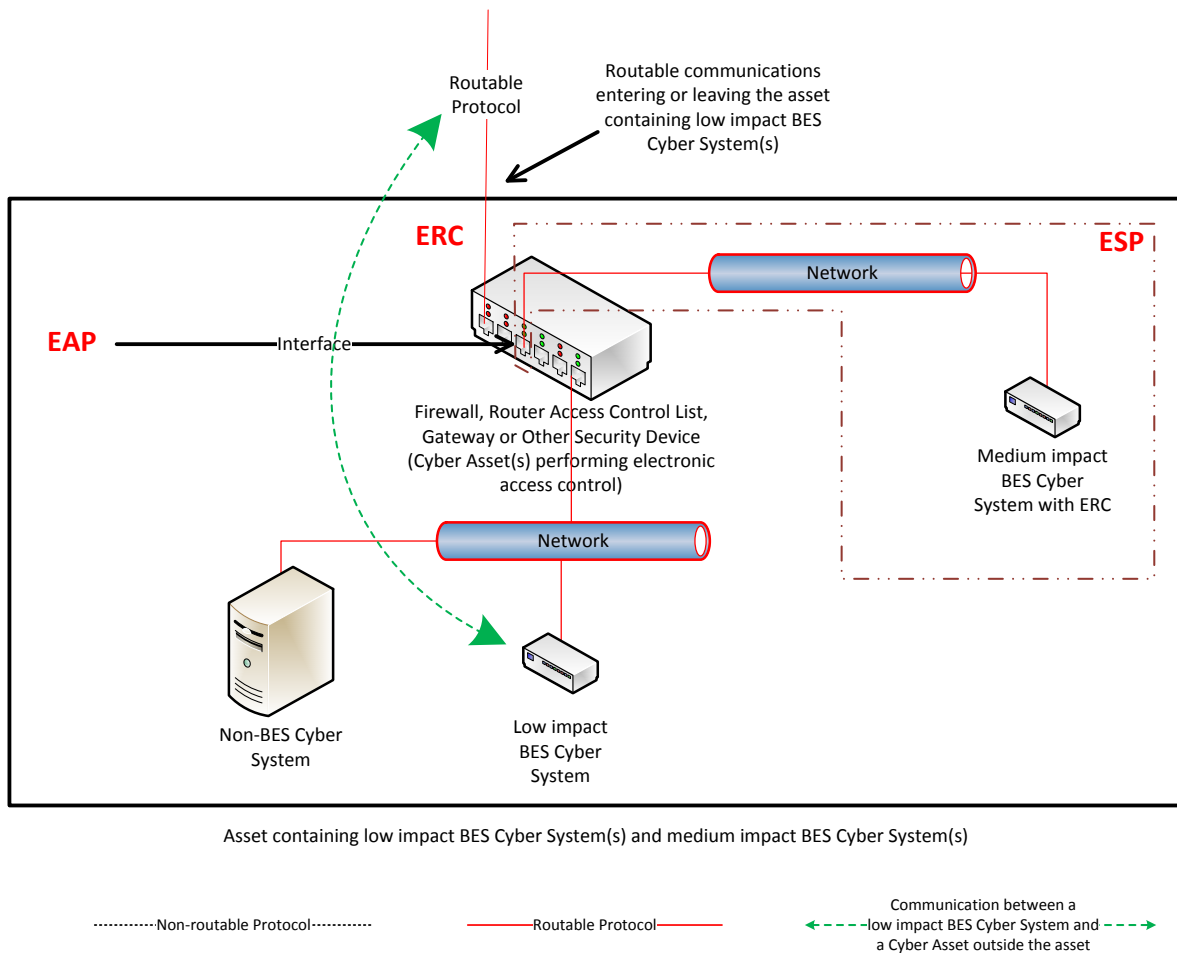 Routable
Protocol
Routable communications
entering or leaving the asset
containing low impact BES
Cyber System(s)
ERC
ESP
Network
EAP
Interface
Firewall, Router Access Control List,
Gateway or Other Security Device
(Cyber Asset(s) performing electronic
access control)
Medium impact
BES Cyber
System with ERC
Network
Non-BES Cyber
System
Low impact
BES Cyber
System
Asset containing low impact BES Cyber System(s) and medium impact BES Cyber System(s)
Non-routable Protocol
Routable Protocol
Communication between a
low impact BES Cyber System and
a Cyber Asset outside the asset